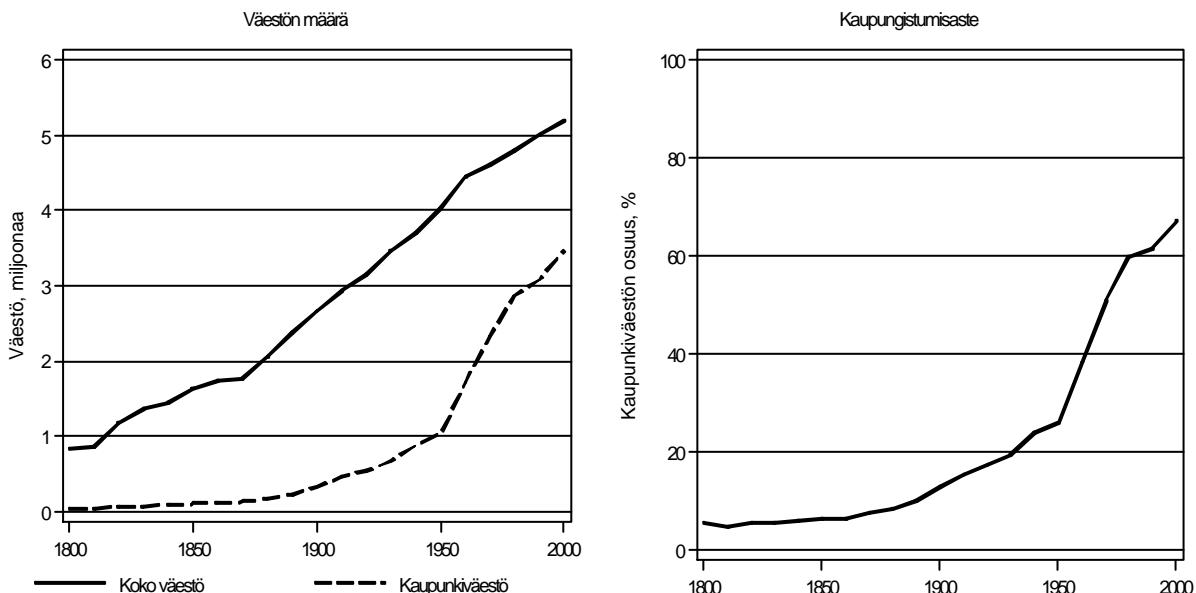 Väestön määrä
Väestö, miljoonaa
6
5
4
3
2
1
0
1800 1850 1900 1950 2000
Koko väestö Kaupunkiväestö
Kaupungistumisaste
Kaupunkiväestön osuus, %
100
80
60
40
20
0
1800 1850 1900 1950 2000